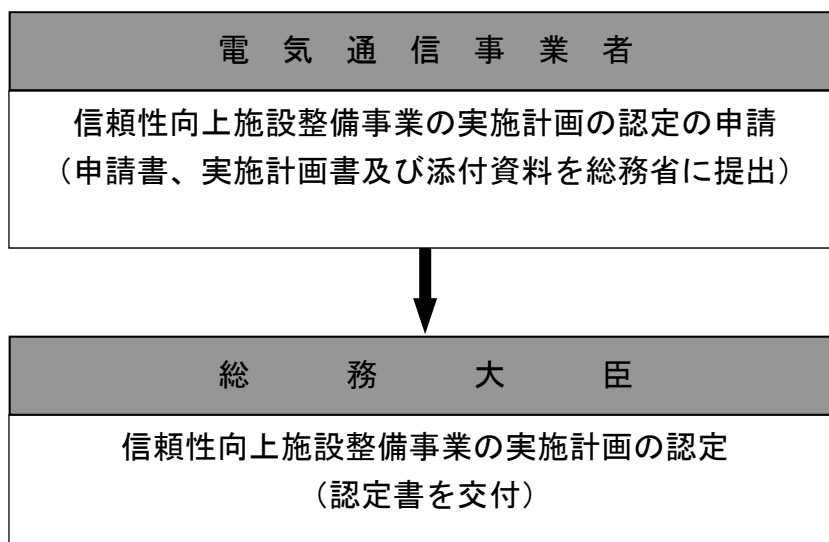 電気通信事業者
信頼性向上施設整備事業の実施計画の認定の申請
（申請書、実施計画書及び添付資料を総務省に提出）
総務大臣
信頼性向上施設整備事業の実施計画の認定
（認定書を交付）